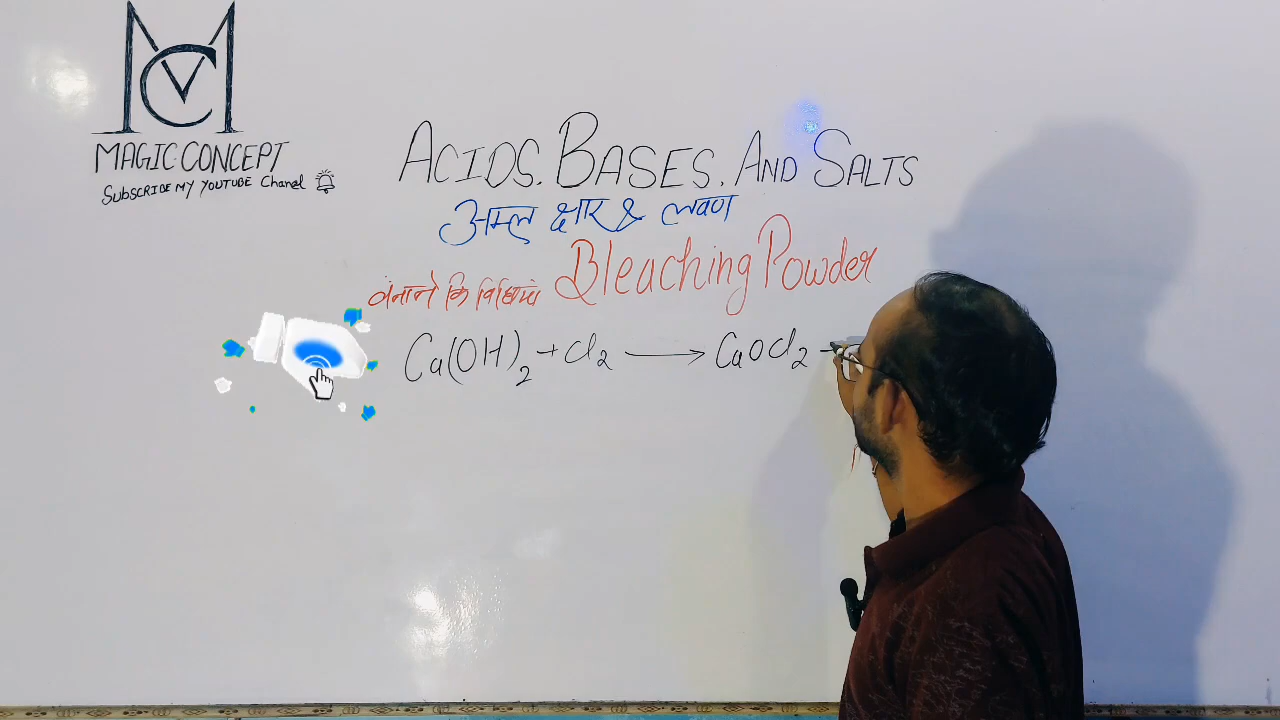 MC
MAGIC CONCEPT
SUBSCRIBE MY YOUTUBE Chanel
ACIDS, BASES, AND SALTS
अम्ल क्षार & लवण
बनाने कि विधियां Bleaching Powder
Ca(OH)₂ + Cl₂ ⟶ CaOCl₂ +